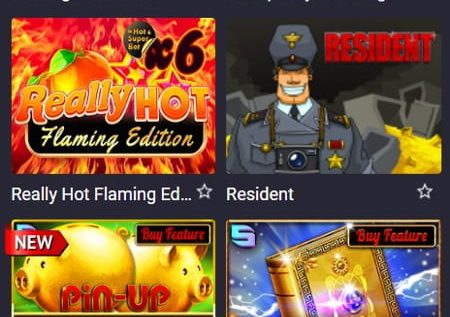 Hot &
Super
Bet
x6
Really HOT
Flaming Edition
RESIDENT
Really Hot Flaming Ed...
Resident
NEW
Buy Feature
PiN-UP
Buy Feature